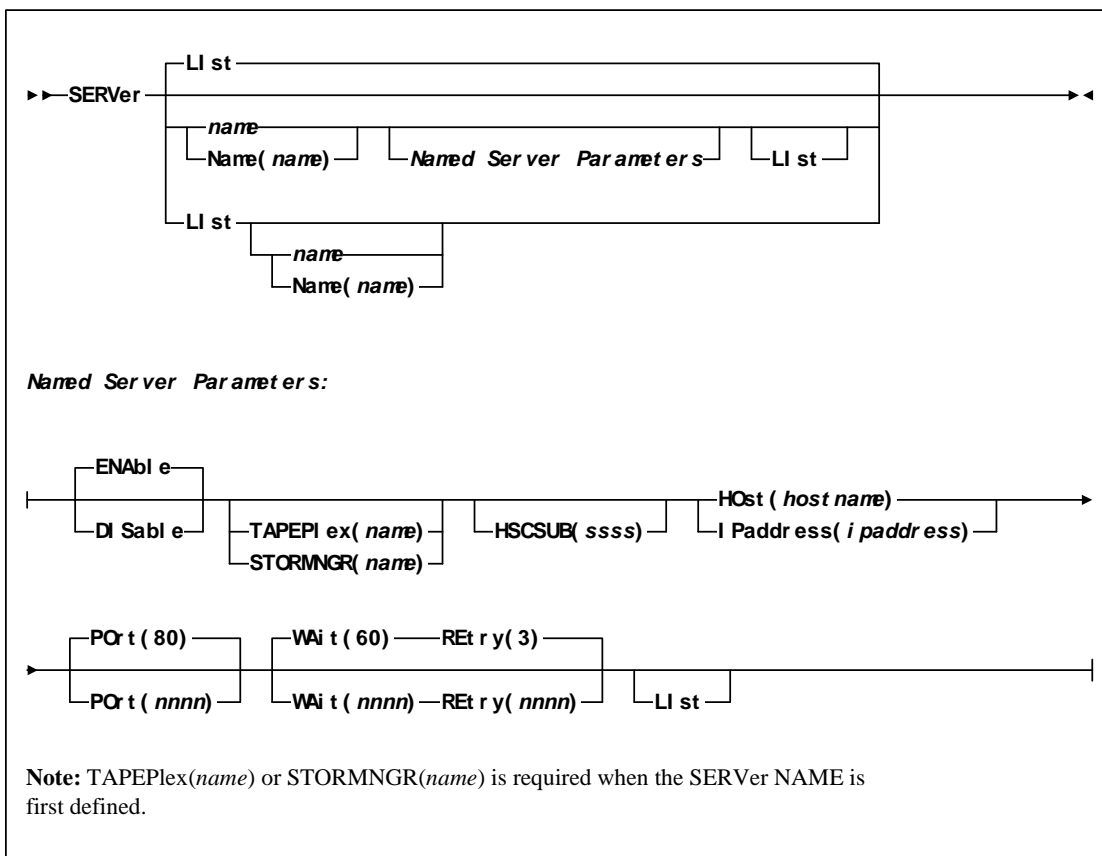 LIst
SERVer
name
Name(name) Named Server Parameters LIst
LIst
name
Name(name)
Named Server Parameters:
ENAble
HOst(hostname)
DISable TAPEPlex(name) HSCSUB(ssss) IPaddress(ipaddress)
STORMNGR(name)
POrt(80) WAit(60) REtry(3)
POrt(nnnn) WAit(nnnn) REtry(nnnn) LIst
Note: TAPEPlex(name) or STORMNGR(name) is required when the SERVer NAME is
first defined.